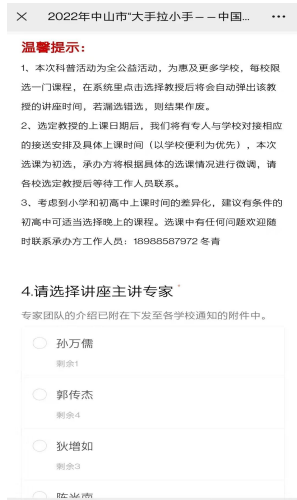 2022年中山市“大手拉小手——中国...
温馨提示：
1、本次科普活动为全公益活动，为惠及更多学校，每校限
选一门课程，在系统里点击选择教授后将会自动弹出该教
授的讲座时间，若漏选错选，则结果作废。
2、选定教授的上课日期后，我们将有专人与学校对接相应
的接送安排及具体上课时间（以学校便利为优先），本次
选课为初选，承办方将根据具体的选课情况进行微调，请
各校选定教授后等待工作人员联系。
3、考虑到小学和初高中上课时间的差异化，建议有条件的
初高中可适当选择晚上的课程。选课中有任何问题欢迎随
时联系承办方工作人员：18988587972 冬青
4.请选择讲座主讲专家 *
专家团队的介绍已附在下发至各学校通知的附件中。
孙万儒
剩余1
郭传杰
剩余4
狄增如
剩余3